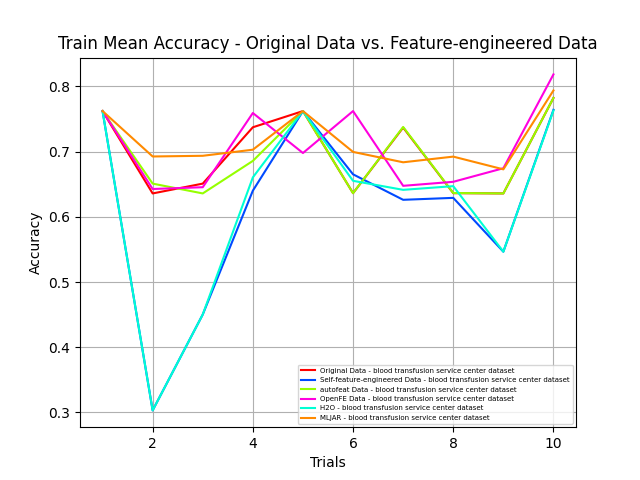 Train Mean Accuracy - Original Data vs. Feature-engineered Data
0.8
0.7
0.6
0.5
0.4
0.3
Accuracy
Original Data - blood transfusion service center dataset
Self-feature-engineered Data - blood transfusion service center dataset
autofeat Data - blood transfusion service center dataset
OpenFE Data - blood transfusion service center dataset
H2O - blood transfusion service center dataset
MLJAR - blood transfusion service center dataset
2 4 6 8 10
Trials